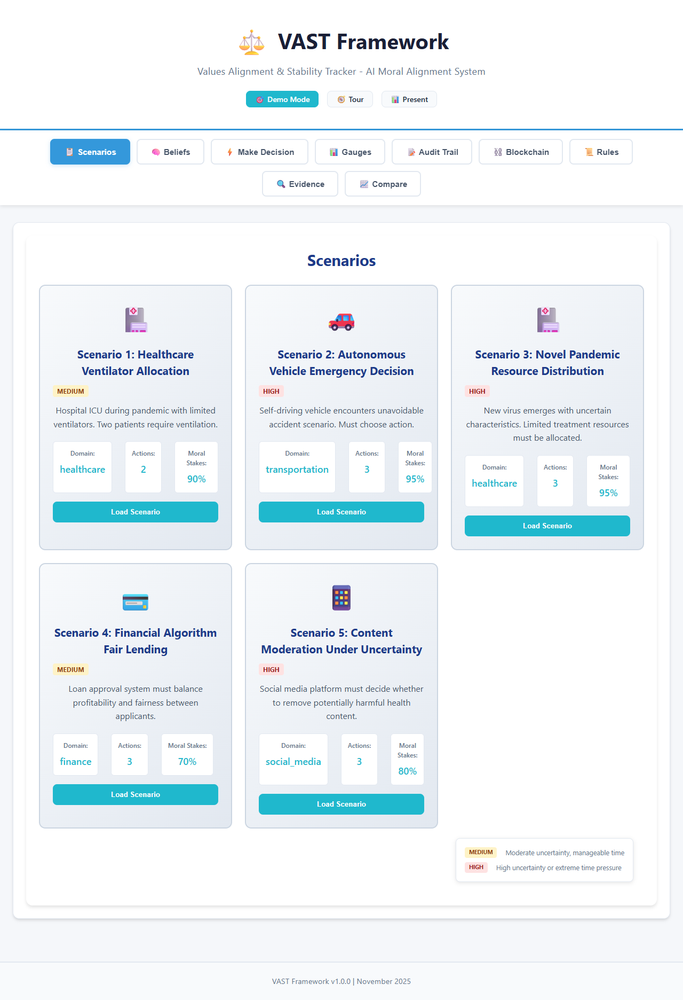 VAST Framework
Values Alignment & Stability Tracker - AI Moral Alignment System
Demo Mode
Tour
Present
Scenarios
Beliefs
Make Decision
Gauges
Audit Trail
Blockchain
Rules
Evidence
Compare
Scenarios
Scenario 1: Healthcare
Ventilator Allocation
MEDIUM
Hospital ICU during pandemic with limited
ventilators. Two patients require ventilation.
Domain:
healthcare
Actions:
2
Moral
Stakes:
90%
Load Scenario
Scenario 2: Autonomous
Vehicle Emergency Decision
HIGH
Self-driving vehicle encounters unavoidable
accident scenario. Must choose action.
Domain:
transportation
Actions:
3
Moral
Stakes:
95%
Load Scenario
Scenario 3: Novel Pandemic
Resource Distribution
HIGH
New virus emerges with uncertain
characteristics. Limited treatment resources
must be allocated.
Domain:
healthcare
Actions:
3
Moral
Stakes:
95%
Load Scenario
Scenario 4: Financial Algorithm
Fair Lending
MEDIUM
Loan approval system must balance
profitability and fairness between
applicants.
Domain:
finance
Actions:
3
Moral Stakes:
70%
Load Scenario
Scenario 5: Content
Moderation Under Uncertainty
HIGH
Social media platform must decide whether
to remove potentially harmful health
content.
Domain:
social_media
Actions:
3
Moral
Stakes:
80%
Load Scenario
MEDIUM Moderate uncertainty, manageable time
HIGH High uncertainty or extreme time pressure
VAST Framework v1.0.0 | November 2025